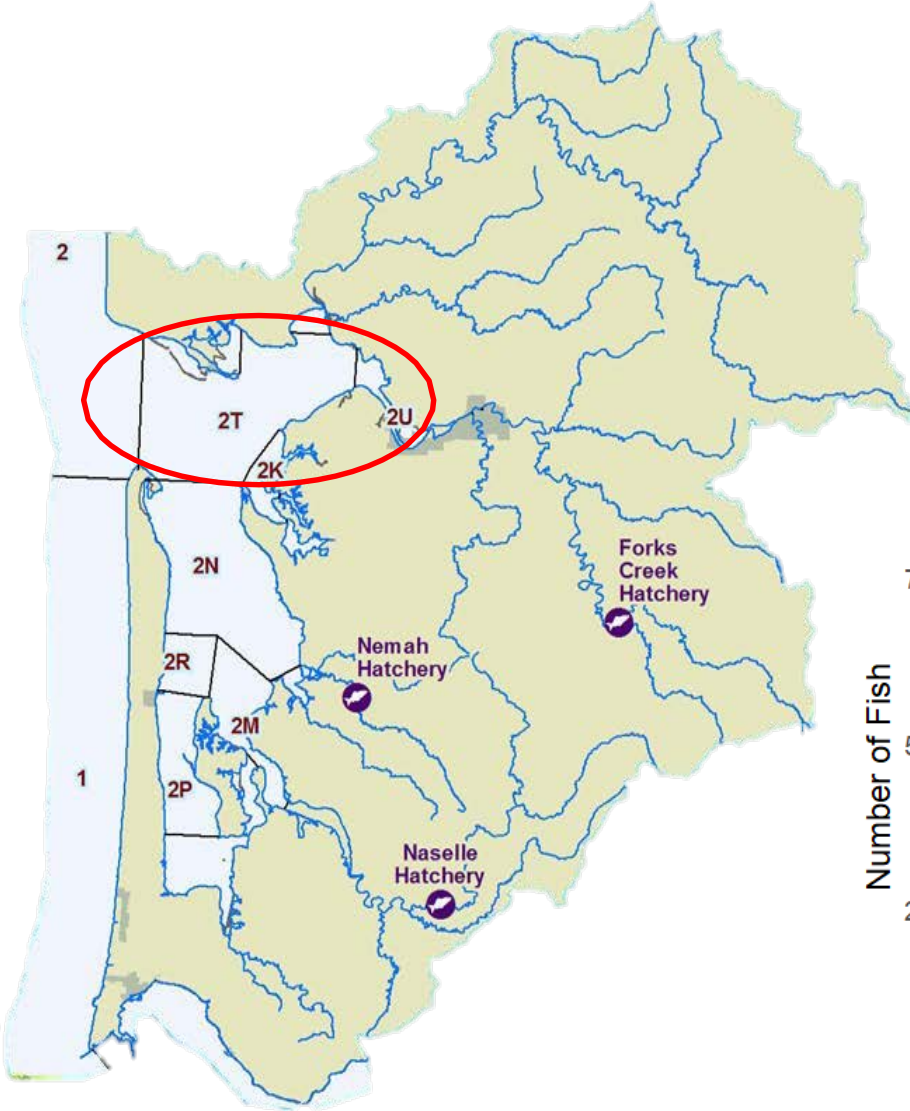 2
2T
2U
2K
2N
Forks
Creek
Hatchery
Nemah
Hatchery
2R
2M
1
2P
Naselle
Hatchery
Number of Fish